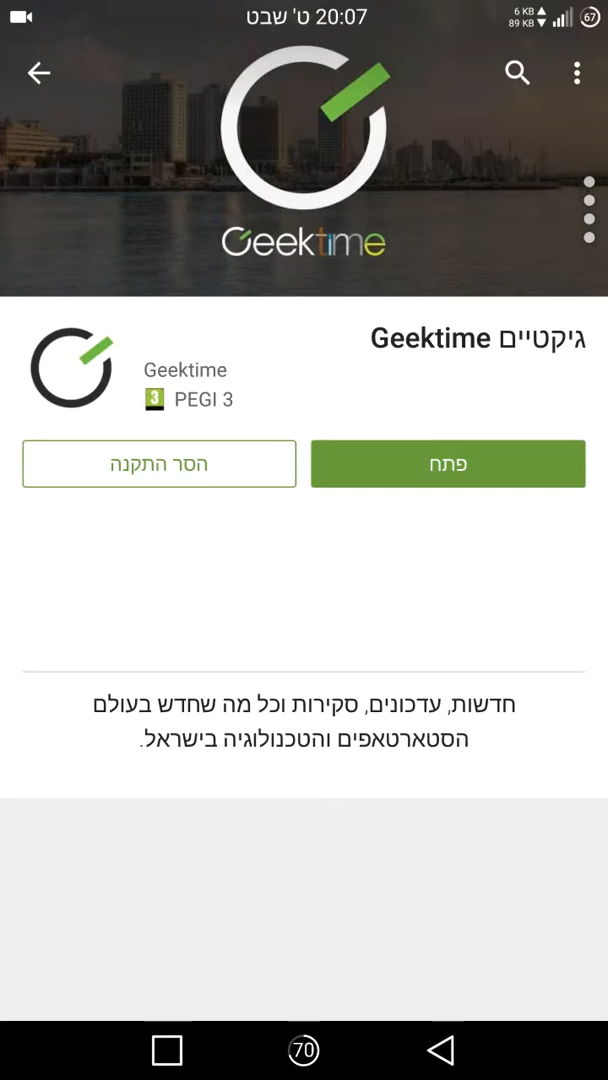 20:07 ט' שבט
6 KB
89 KB
67
Geektime
גיקטיים Geektime
Geektime
3 PEGI 3
הסר התקנה
פתח
חדשות, עדכונים, סקירות וכל מה שחדש בעולם
הסטארטאפים והטכנולוגיה בישראל.
70